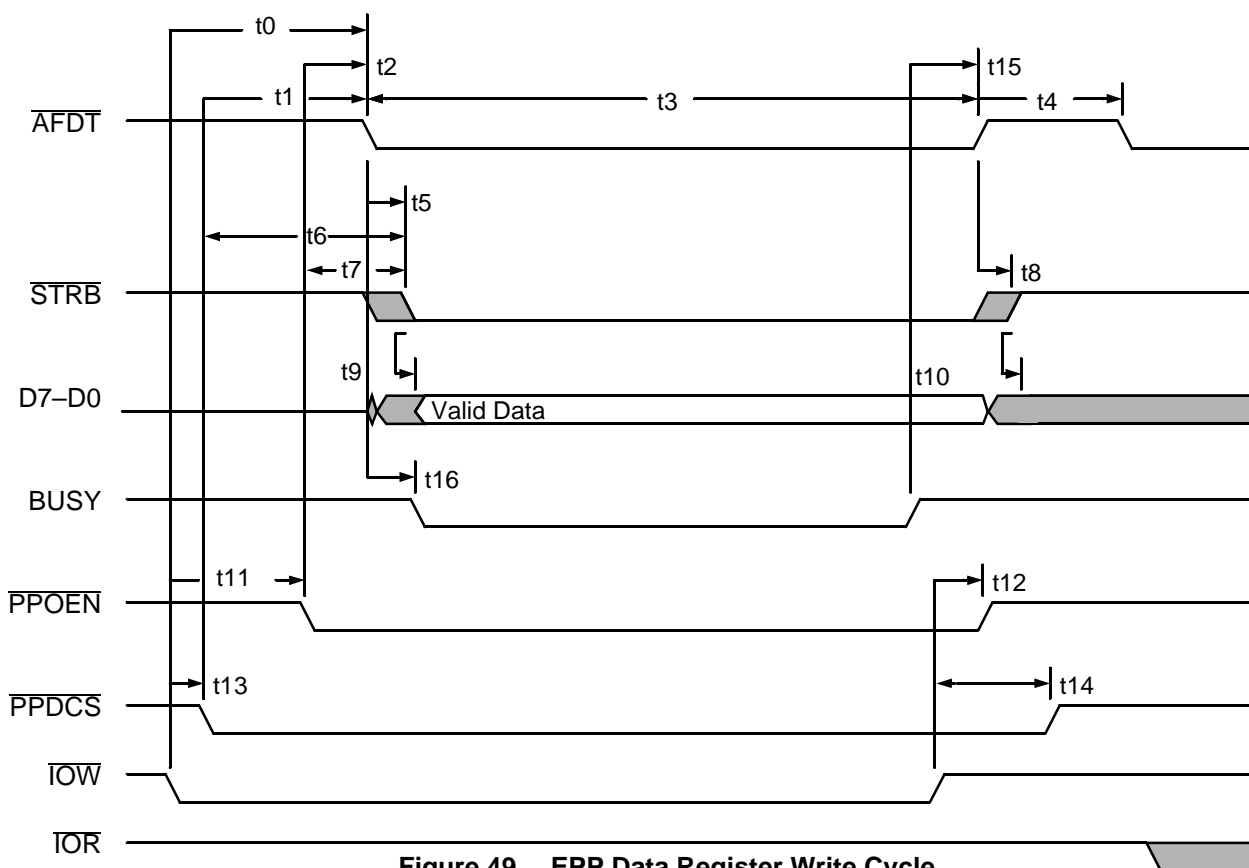 t0
t2
t15
t1
t3
t4
AFDT
t5
t6
t7
t8
STRB
t9
t10
D7–D0
Valid Data
t16
BUSY
t11
t12
PPOEN
t13
t14
PPDCS
IOW
IOR
Figure 49. EPP Data Register Write Cycle